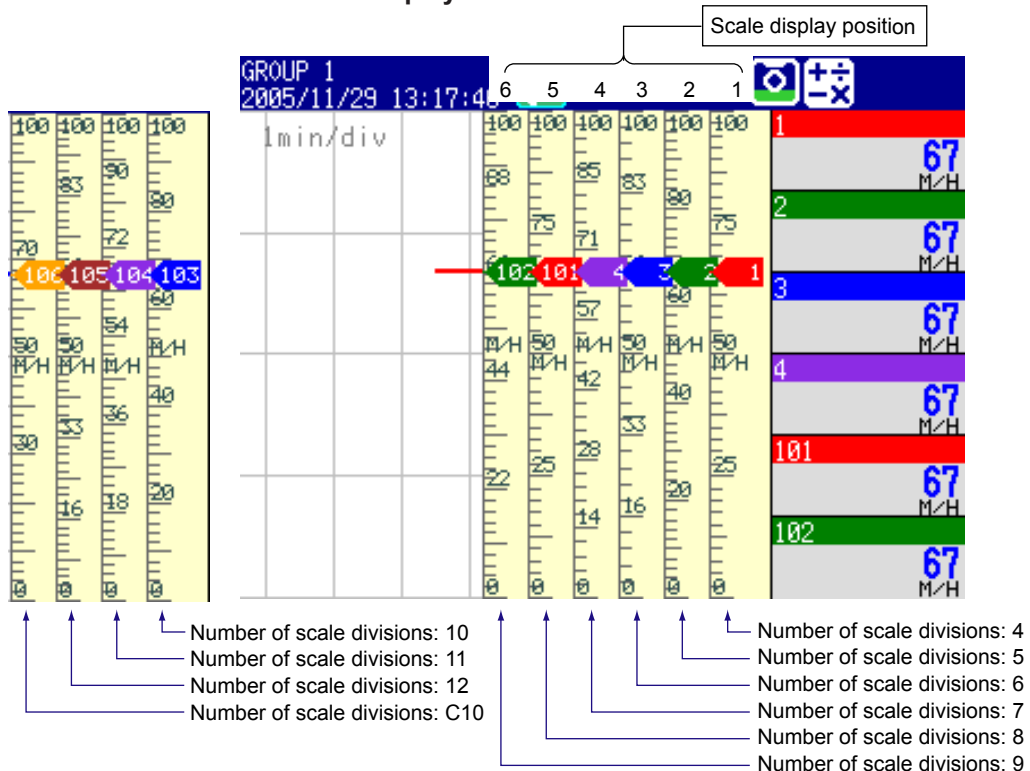 play
Scale display position
GROUP 1
2005/11/29 13:17:4
6 5 4 3 2 1
1min/div
100 100 100 100
83 90 80
70 72
106 105 104 103
60
54
50 50 M/H
M/H M/H M/H
40
36
33
30
20
18
16
0 0 0 0
100 100 100 100 100 100
88 85 83 80
75 71 75
102 101 4 3 2 1
57 60
M/H 50 M/H 50 M/H 50
44 M/H M/H M/H
42 40
33
28
22 25 20 25
14 16
0 0 0 0 0 0
1
67
M/H
2
67
M/H
3
67
M/H
4
67
M/H
101
67
M/H
102
67
M/H
Number of scale divisions: 10
Number of scale divisions: 11
Number of scale divisions: 12
Number of scale divisions: C10
Number of scale divisions: 4
Number of scale divisions: 5
Number of scale divisions: 6
Number of scale divisions: 7
Number of scale divisions: 8
Number of scale divisions: 9